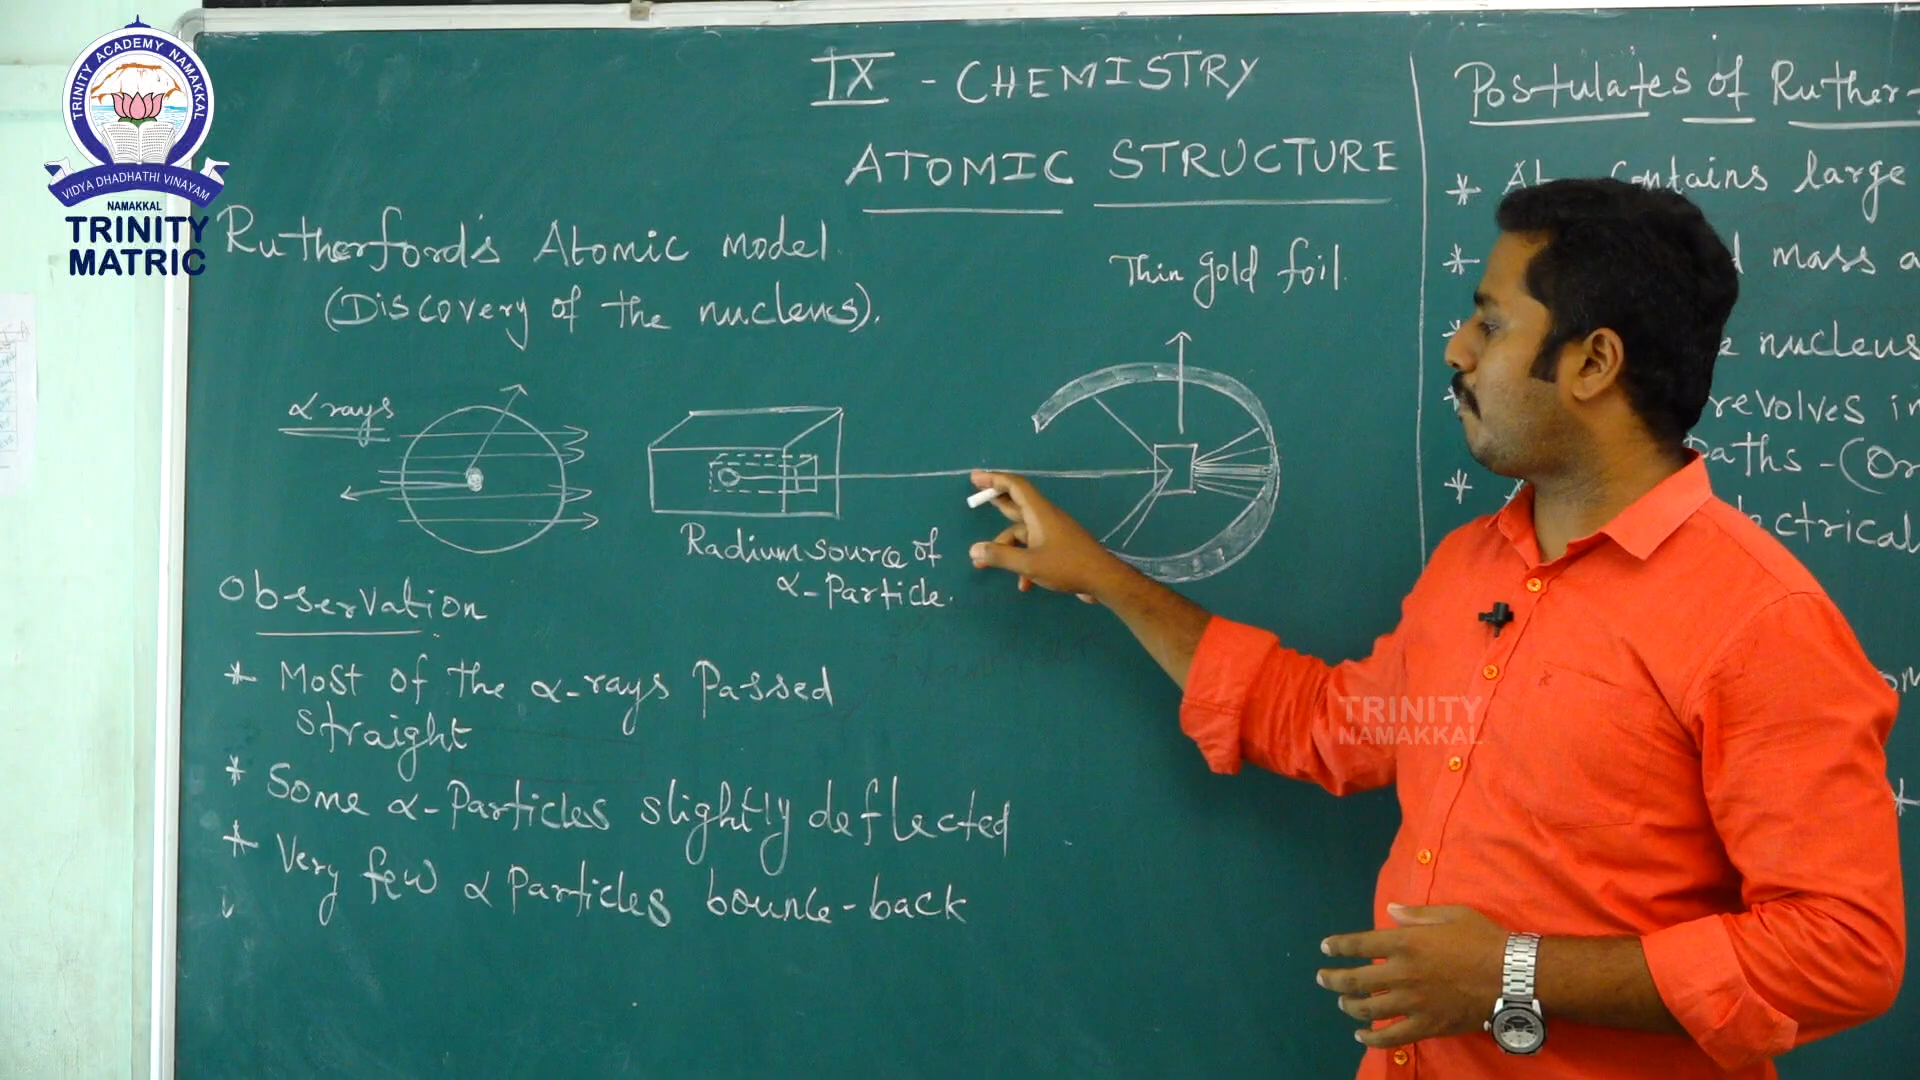 TRINITY ACADEMY NAMAKKAL
VIDYA DHADHATHI VINAYAM
NAMAKKAL
TRINITY
MATRIC
IX - CHEMISTRY
ATOMIC STRUCTURE
Rutherford's Atomic model.
(Discovery of the nucleus).
α rays
Thin gold foil.
Radium source of
α-Particle.
Observation
* Most of the α-rays Passed
straight
* Some α-Particles slightly deflected
* Very few α Particles bounce-back
Postulates of Ruther
* contains large
* mass
* nucleus
* revolves in
Paths - (Or
* lectrical
TRINITY
NAMAKKAL